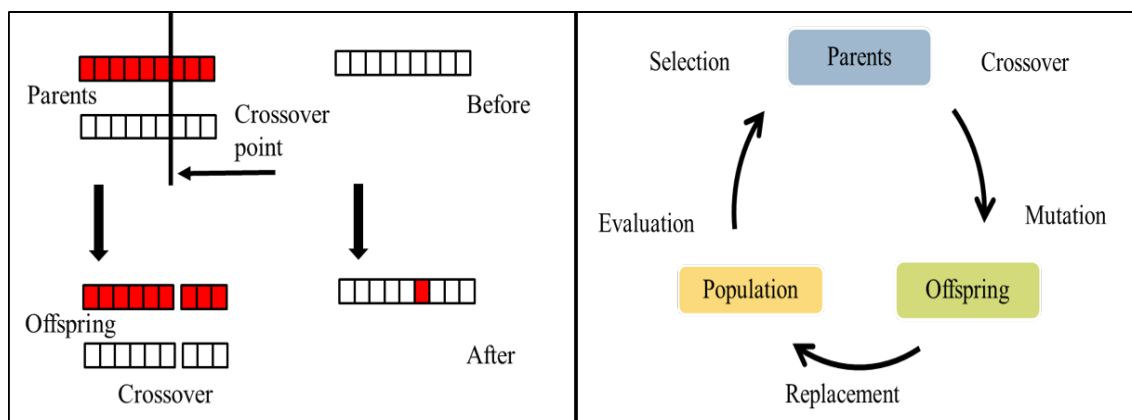 Parents
Before
Crossover
point
Offspring
After
Crossover
Selection
Parents
Crossover
Evaluation
Mutation
Population
Offspring
Replacement